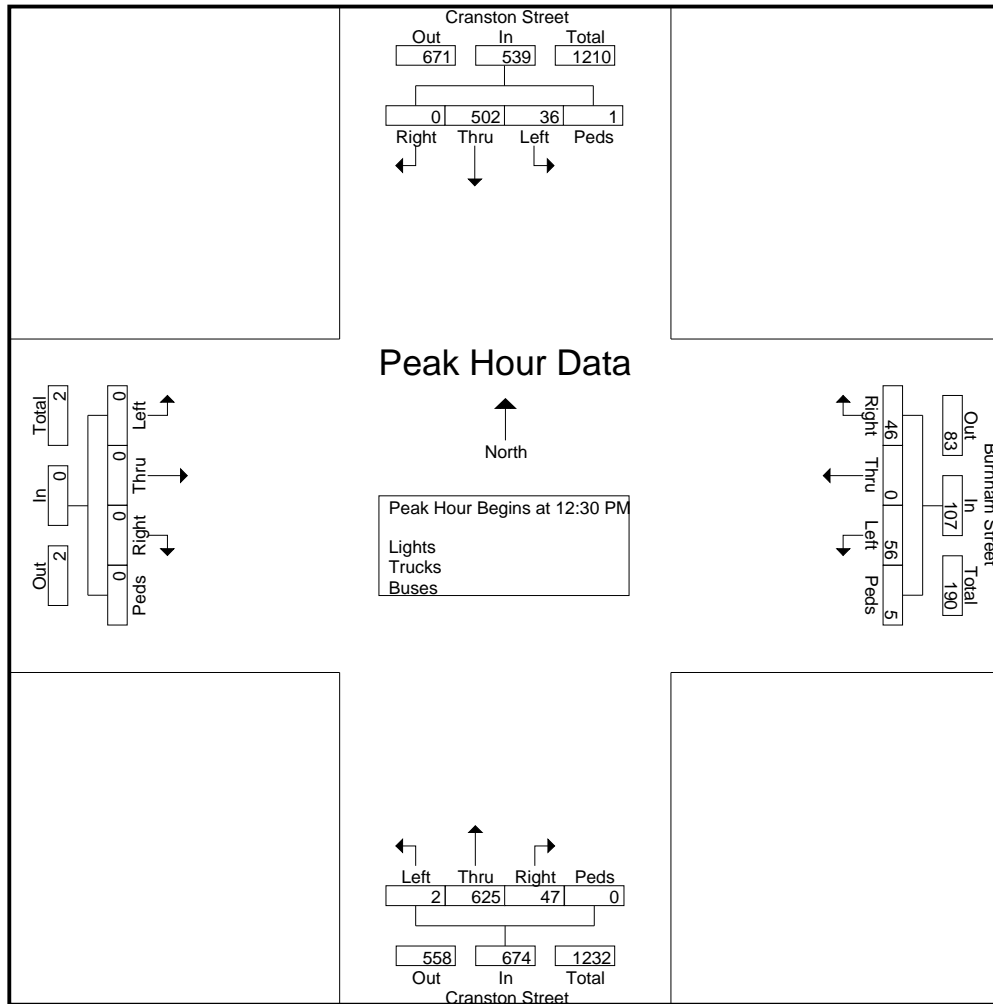 Cranston Street
Out In Total
671 539 1210
0 502 36 1
Right Thru Left Peds
Peak Hour Data
North
Peak Hour Begins at 12:30 PM
Lights
Trucks
Buses
Left Thru Right Peds
0 0 0 0
Out In Total
2 0 2
Right Thru Left Peds
46 0 56 5
Out In Total
83 107 190
Burnham Street
Left Thru Right Peds
2 625 47 0
558 674 1232
Out In Total
Cranston Street